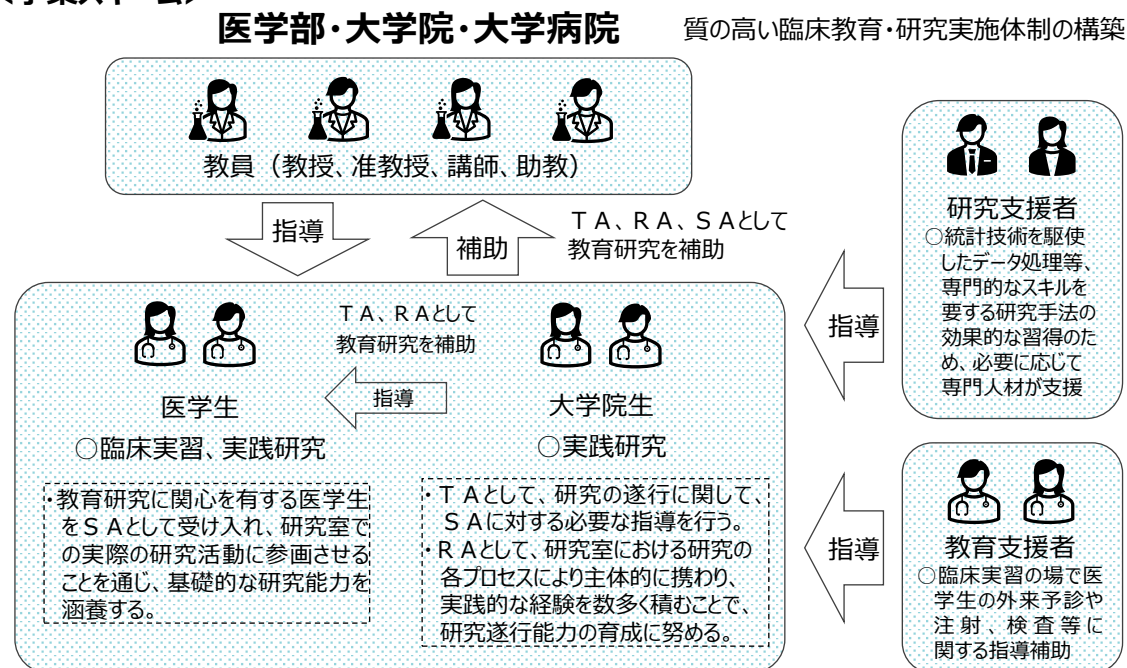 医学部・大学院・大学病院
質の高い臨床教育・研究実施体制の構築
教員（教授、准教授、講師、助教）
指導
補助
ＴＡ、ＲＡ、ＳＡとして
教育研究を補助
医学生
○臨床実習、実践研究
・教育研究に関心を有する医学生
をＳＡとして受け入れ、研究室で
の実際の研究活動に参画させる
ことを通じ、基礎的な研究能力を
涵養する。
ＴＡ、ＲＡとして
教育研究を補助
指導
大学院生
○実践研究
・ＴＡとして、研究の遂行に関して、
ＳＡに対する必要な指導を行う。
・ＲＡとして、研究室における研究の
各プロセスにより主体的に携わり、
実践的な経験を数多く積むことで、
研究遂行能力の育成に努める。
指導
研究支援者
○統計技術を駆使
したデータ処理等、
専門的なスキルを
要する研究手法の
効果的な習得のた
め、必要に応じて
専門人材が支援
指導
教育支援者
○臨床実習の場で医
学生の外来予診や
注射、検査等に
関する指導補助